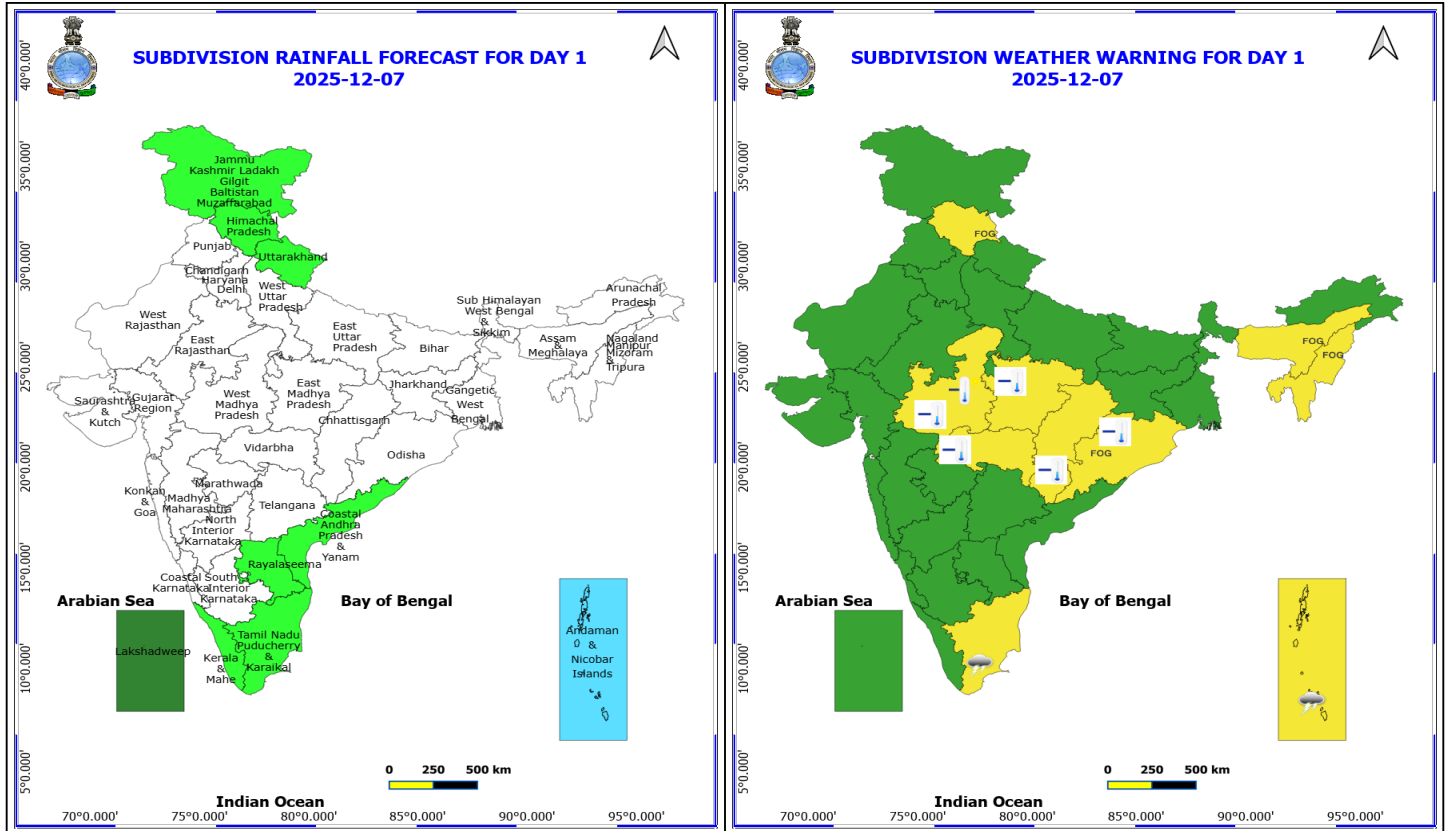 SUBDIVISION RAINFALL FORECAST FOR DAY 1
2025-12-07
40°0.000'
35°0.000'
30°0.000'
25°0.000'
20°0.000'
15°0.000'
10°0.000'
5°0.000'
Jammu
Kashmir Ladakh
Gilgit
Baltistan
Muzaffarabad
Himachal
Pradesh
Punjab
Uttarakhand
Chandigarh
Haryana
Delhi
West
Uttar
Pradesh
West
Rajasthan
East
Rajasthan
East
Uttar
Pradesh
Bihar
Sub Himalayan
West Bengal
&
Sikkim
Arunachal
Pradesh
Assam
&
Meghalaya
Nagaland
Manipur
Mizoram
&
Tripura
Saurashtra
&
Kutch
Gujarat
Region
West
Madhya
Pradesh
East
Madhya
Pradesh
Jharkhand
Gangetic
West
Bengal
Chhattisgarh
Vidarbha
Odisha
Konkan
&
Goa
Madhya
Maharashtra
Marathwada
Telangana
North
Interior
Karnataka
Coastal
Andhra
Pradesh
&
Yanam
Rayalaseema
Coastal
Karnataka
South
Interior
Karnataka
Tamil Nadu
Puducherry
&
Karaikal
Kerala
&
Mahe
Lakshadweep
Andaman
&
Nicobar
Islands
Arabian Sea
Bay of Bengal
Indian Ocean
0 250 500 km
70°0.000' 75°0.000' 80°0.000' 85°0.000' 90°0.000' 95°0.000'
SUBDIVISION WEATHER WARNING FOR DAY 1
2025-12-07
40°0.000'
35°0.000'
30°0.000'
25°0.000'
20°0.000'
15°0.000'
10°0.000'
5°0.000'
FOG
FOG
FOG
FOG
Arabian Sea
Bay of Bengal
Indian Ocean
0 250 500 km
70°0.000' 75°0.000' 80°0.000' 85°0.000' 90°0.000' 95°0.000'